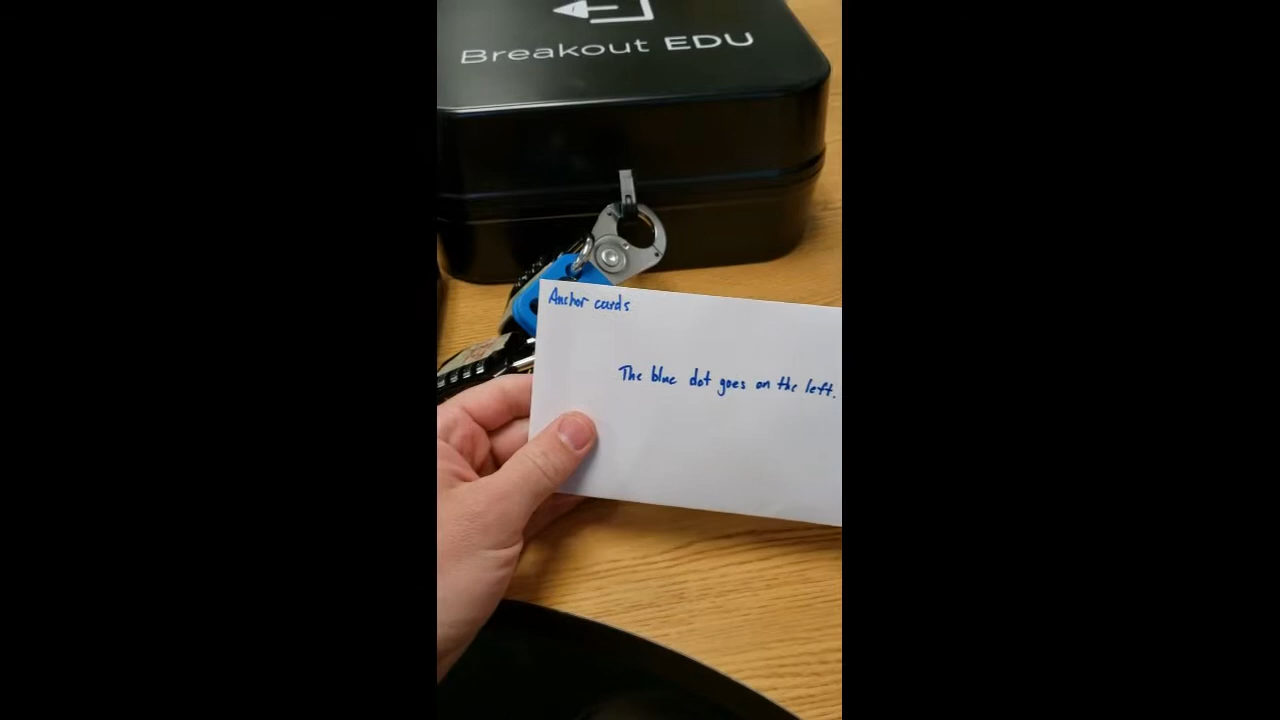 Breakout EDU
Anchor cards
The blue dot goes on the left.